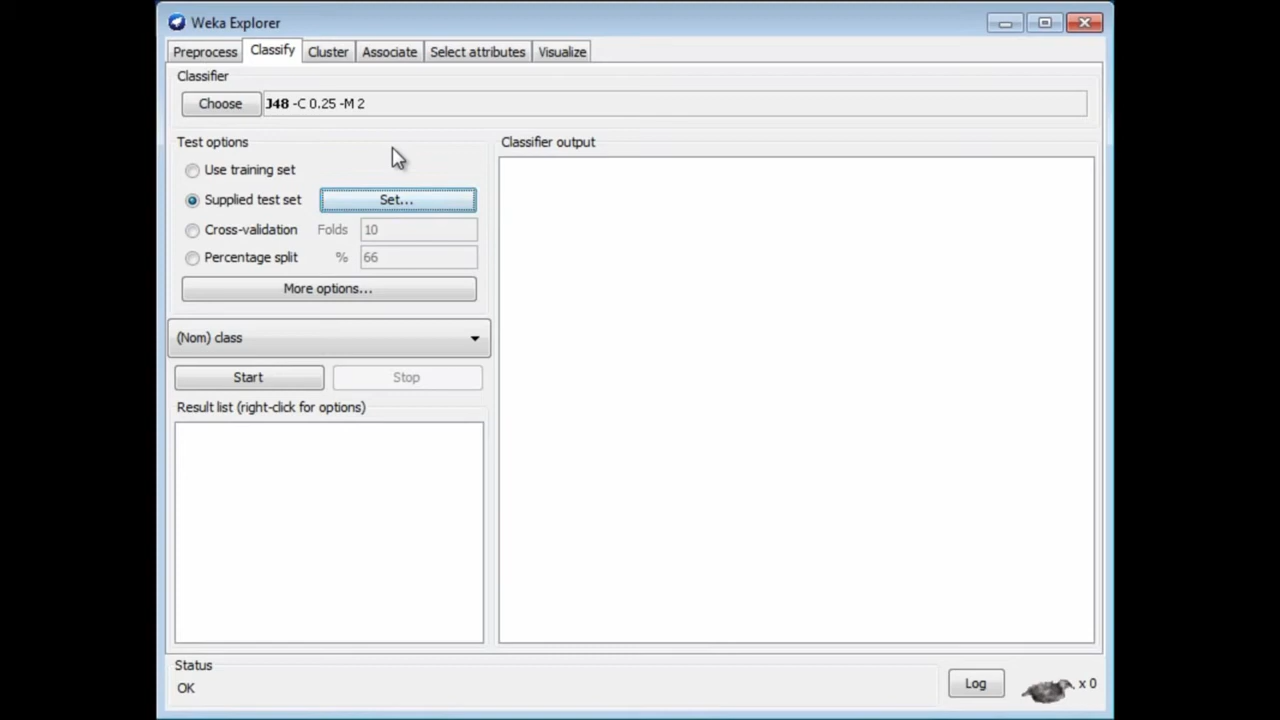 Weka Explorer
Preprocess Classify Cluster Associate Select attributes Visualize
Classifier
Choose J48 -C 0.25 -M 2
Test options
Use training set
Supplied test set Set...
Cross-validation Folds 10
Percentage split % 66
More options...
(Nom) class
Start Stop
Result list (right-click for options)
Classifier output
Status
OK
Log x 0